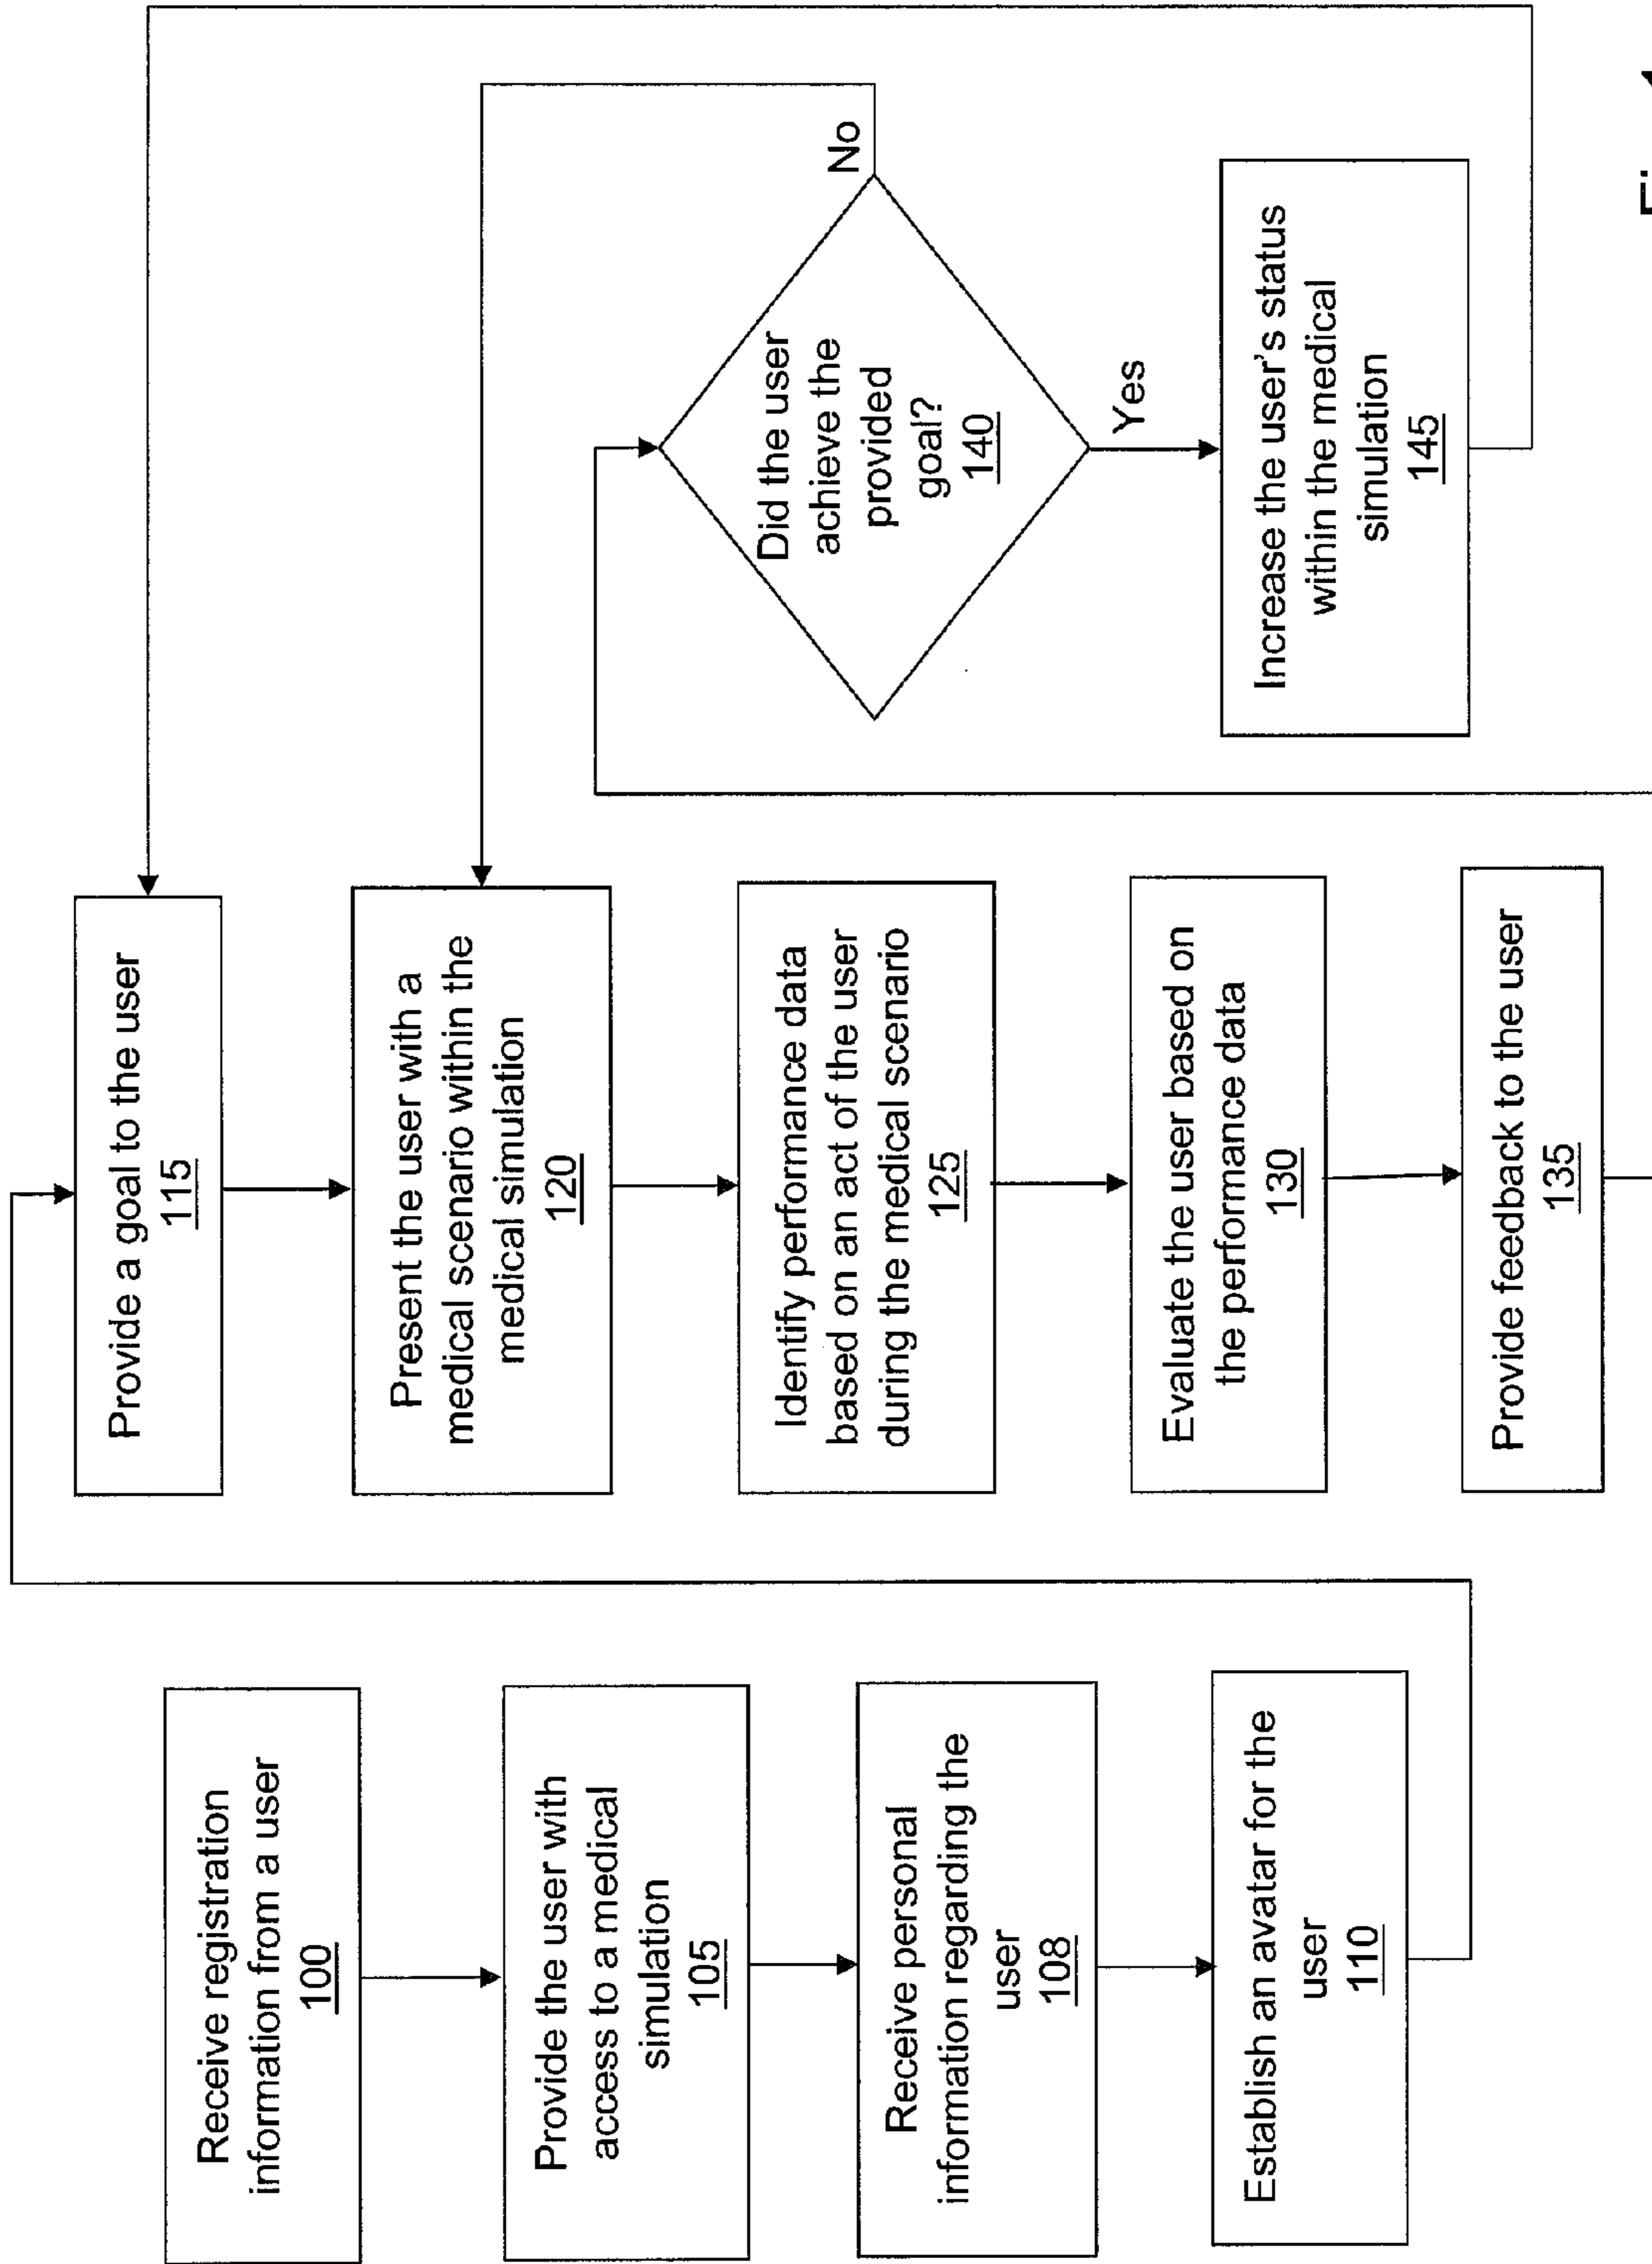 Receive registration
information from a user
100
Provide the user with
access to a medical
simulation
105
Receive personal
information regarding the
user
108
Establish an avatar for the
user
110
Provide a goal to the user
115
Present the user with a
medical scenario within the
medical simulation
120
Identify performance data
based on an act of the user
during the medical scenario
125
Evaluate the user based on
the performance data
130
Provide feedback to the user
135
Did the user
achieve the
provided
goal?
140
No
Yes
Increase the user's status
within the medical
simulation
145